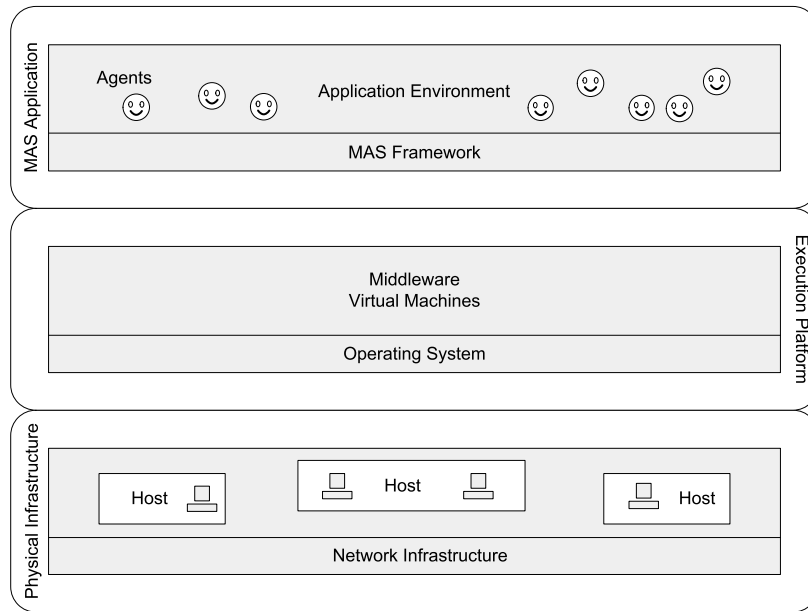 MAS Application
Agents
Application Environment
MAS Framework
Execution Platform
Middleware
Virtual Machines
Operating System
Physical Infrastructure
Host
Host
Host
Network Infrastructure